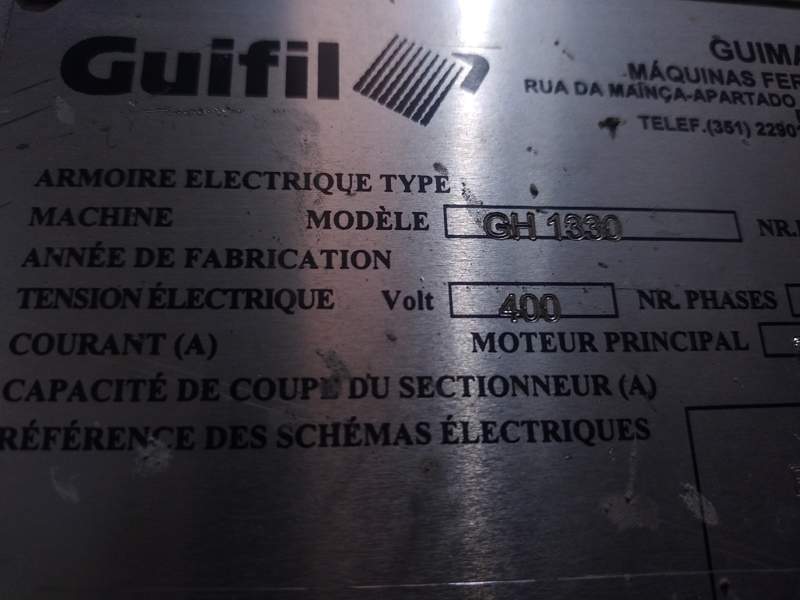 Guifil
GUIMA
MÁQUINAS FER
RUA DA MAÍNÇA-APARTADO
TELEF.(351) 2290
ARMOIRE ELECTRIQUE TYPE
MACHINE MODÈLE GH 1330 NR.
ANNÉE DE FABRICATION
TENSION ÉLECTRIQUE Volt 400 NR. PHASES
COURANT (A) MOTEUR PRINCIPAL
CAPACITÉ DE COUPE DU SECTIONNEUR (A)
RÉFÉRENCE DES SCHÉMAS ÉLECTRIQUES